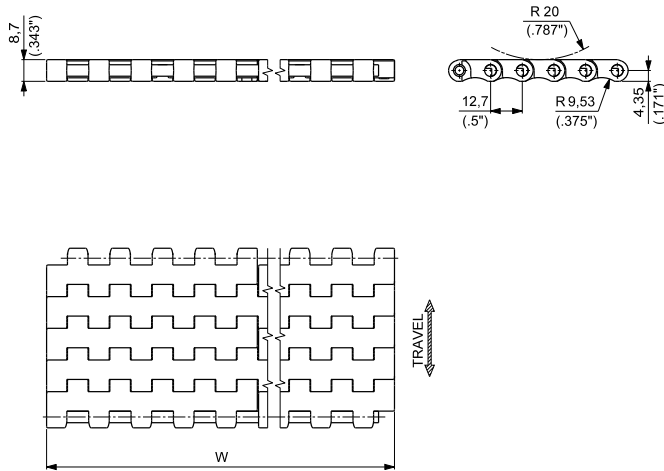 8,7
(.343")
R 20
(.787")
12,7
(.5")
R 9,53
(.375")
4,35
(.171")
TRAVEL
W